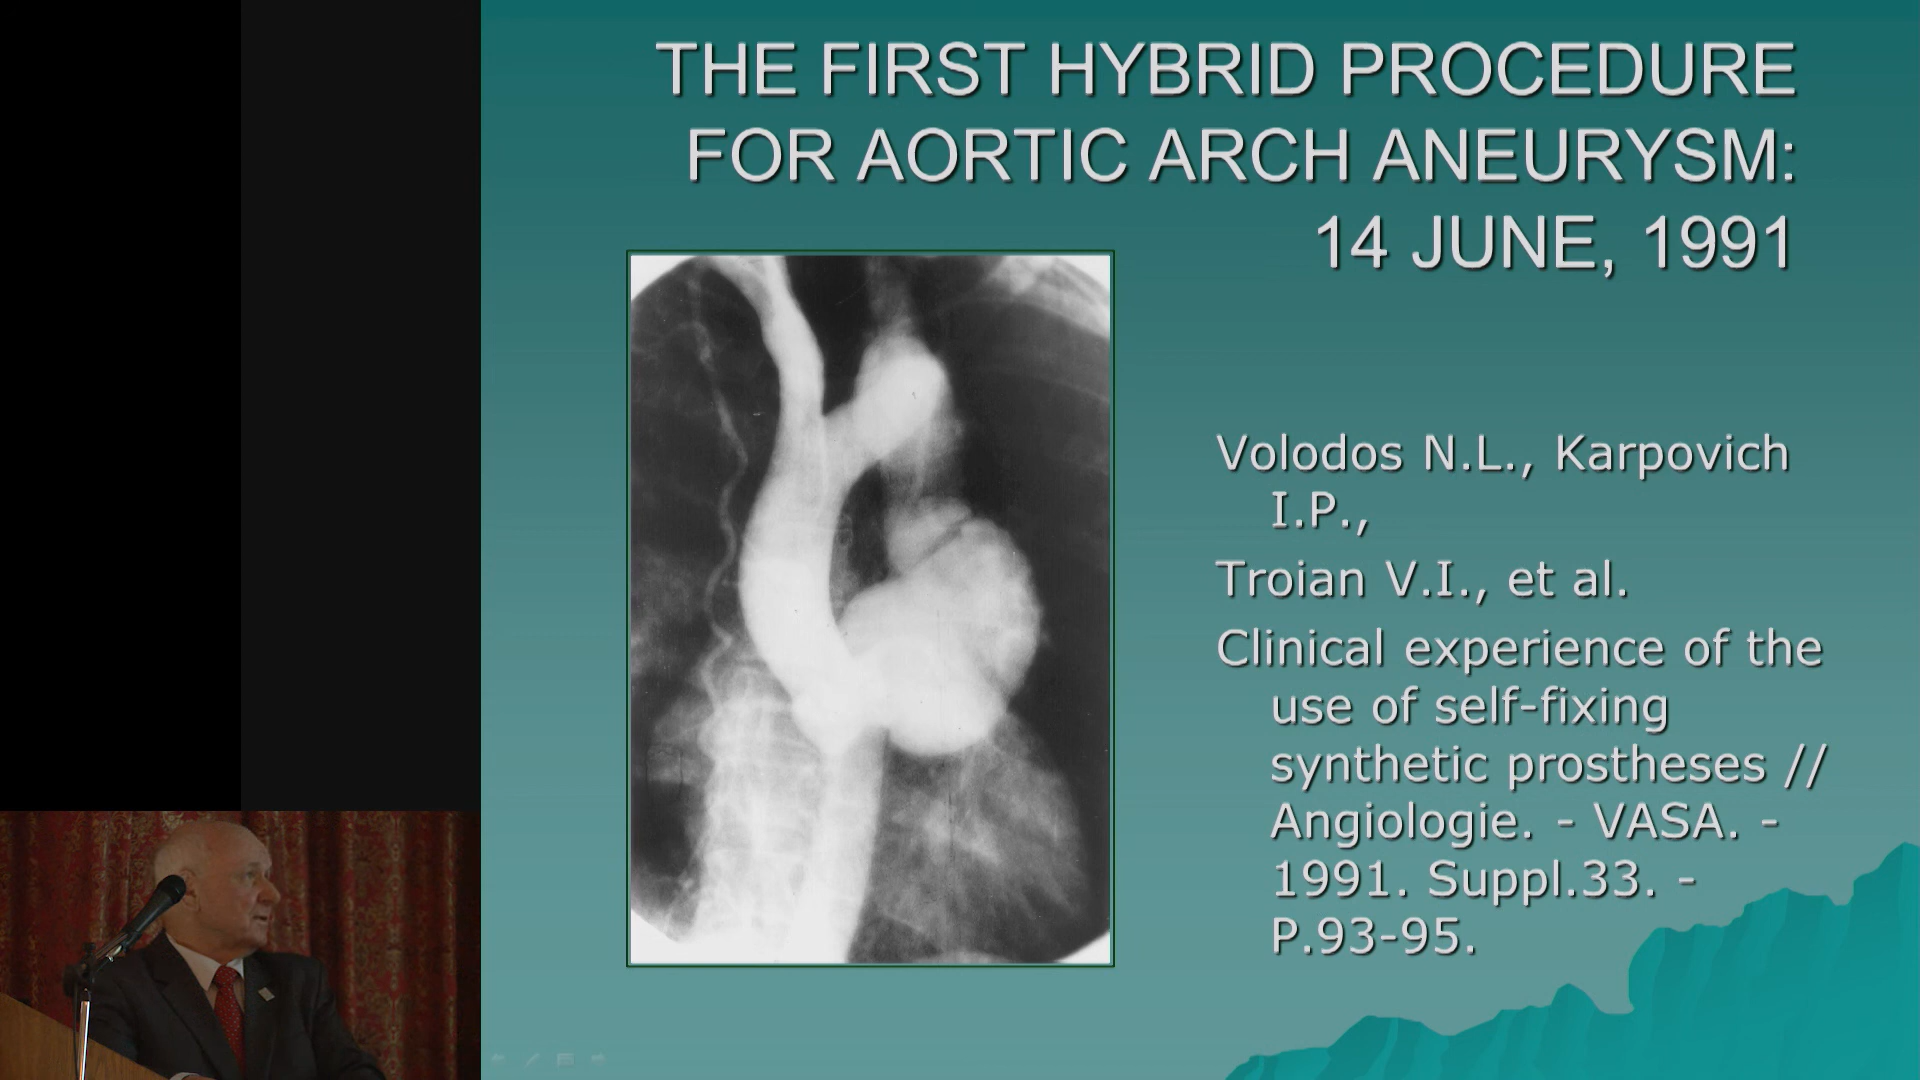 THE FIRST HYBRID PROCEDURE
FOR AORTIC ARCH ANEURYSM:
14 JUNE, 1991
Volodos N.L., Karpovich
I.P.,
Troian V.I., et al.
Clinical experience of the
use of self-fixing
synthetic prostheses //
Angiologie. - VASA. -
1991. Suppl.33. -
P.93-95.